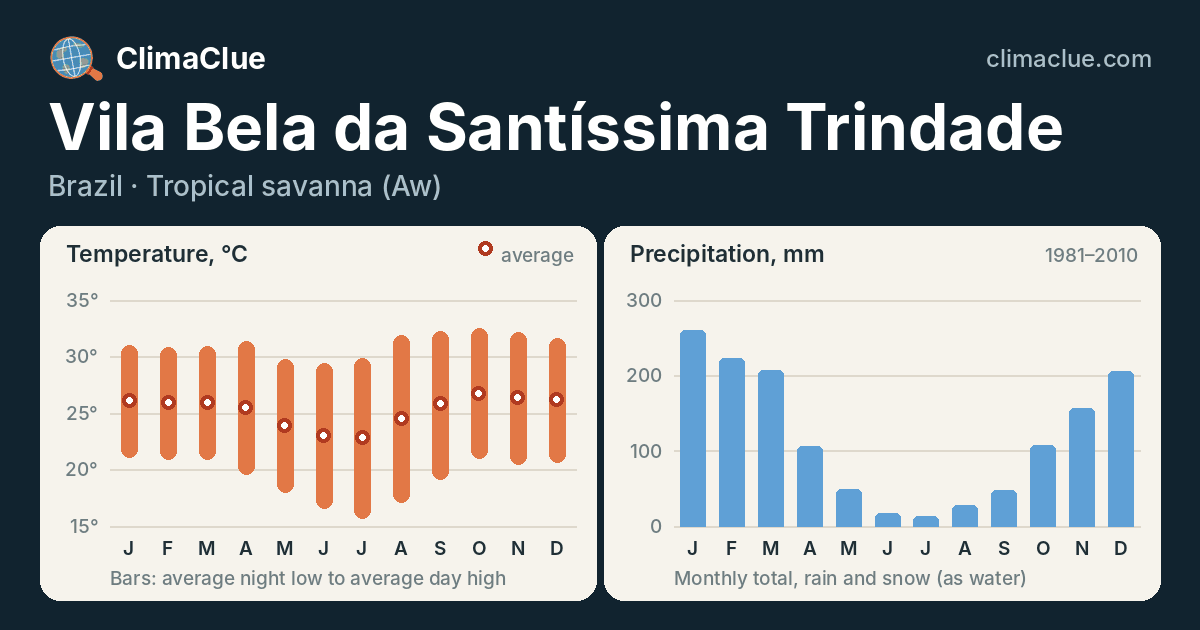 ClimaClue
climaclue.com
Vila Bela da Santíssima Trindade
Brazil · Tropical savanna (Aw)
Temperature, °C
average
35°
30°
25°
20°
15°
J F M A M J J A S O N D
Bars: average night low to average day high
Precipitation, mm
1981–2010
300
200
100
0
J F M A M J J A S O N D
Monthly total, rain and snow (as water)